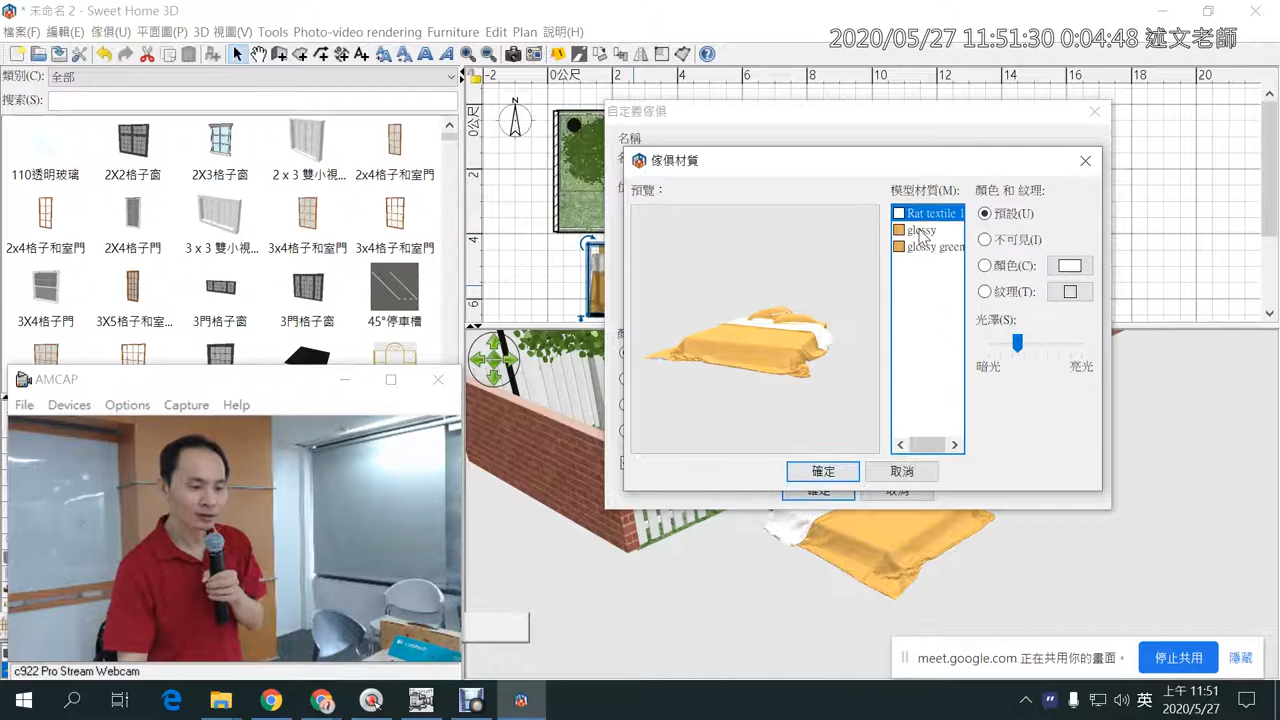 * 未命名 2 - Sweet Home 3D
檔案(F) 編輯(E) 傢俱(U) 平面圖(P) 3D 視圖(V) Tools Photo-video rendering Furniture Edit Plan 說明(H)
2020/05/27 11:51:30 0:04:48 述文老師
類別(C): 全部
搜索(S):
-2 0公尺 2 4 6 8 10 12 14 16 18 20
0公尺
2
4
6
N
110透明玻璃 2X2格子窗 2X3格子窗 2 x 3 雙小視... 2x4格子和室門
2x4格子和室門 2X4格子門 3 x 3 雙小視... 3x4格子和室門 3x4格子和室門
3X4格子門 3X5格子和室... 3門格子窗 3門格子窗 45°停車槽
自定義傢俱
名稱
傢俱材質
預覽：
模型材質(M):
Rat textile 1
glossy
glossy green
顏色 和 紋理:
預設(U)
不可見(I)
顏色(C):
紋理(T):
光澤(S):
暗光 亮光
確定 取消
確定 取消
AMCAP
File Devices Options Capture Help
c922 Pro Stream Webcam
meet.google.com 正在共用你的畫面。 停止共用 隱藏
英 上午 11:51
2020/5/27